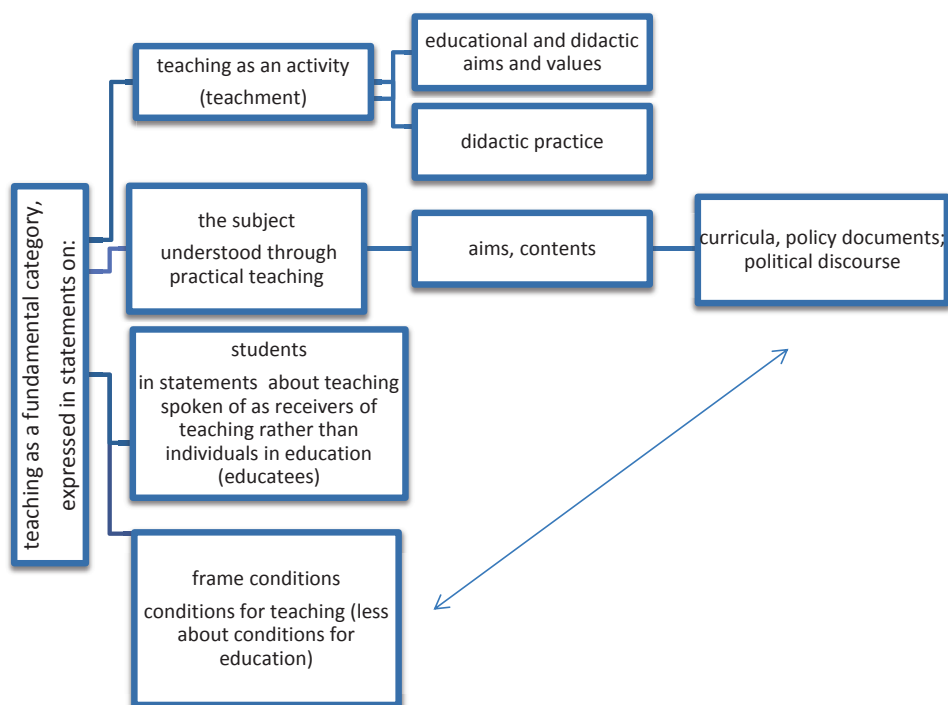 teaching as a fundamental category,
expressed in statements on:
teaching as an activity
(teachment)
educational and didactic
aims and values
didactic practice
the subject
understood through
practical teaching
aims, contents
curricula, policy documents;
political discourse
students
in statements about teaching
spoken of as receivers of
teaching rather than
individuals in education
(educatees)
frame conditions
conditions for teaching (less
about conditions for
education)